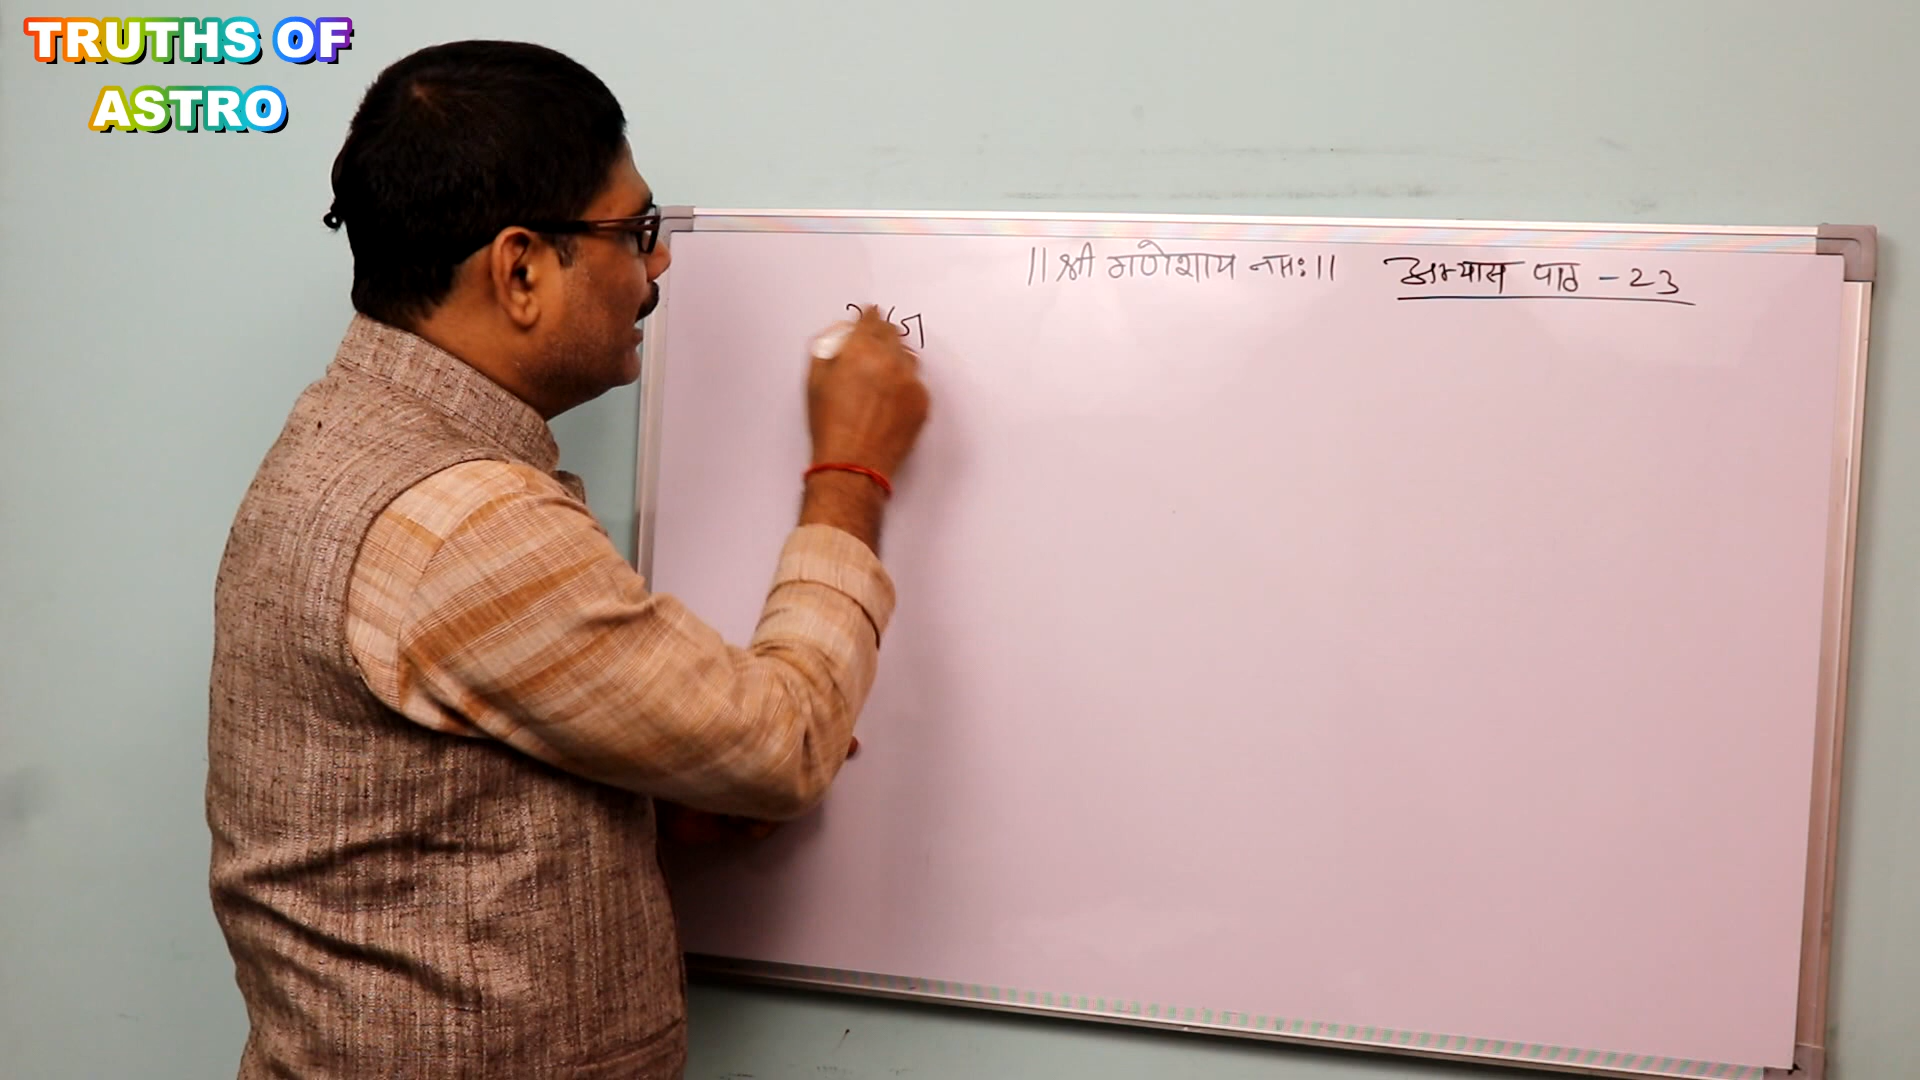 TRUTHS OF
ASTRO
||श्री गणेशाय नमः|| अभ्यास पाठ - 23